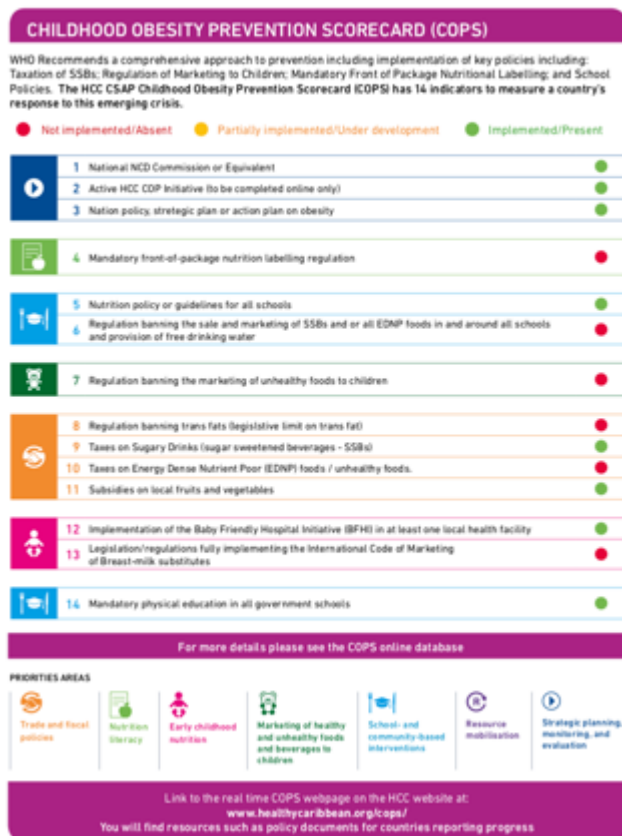 CHILDHOOD OBESITY PREVENTION SCORECARD (COPS)
WHO Recommends a comprehensive approach to prevention including implementation of key policies including:
Taxation of SSBs; Regulation of Marketing to Children; Mandatory Front of Package Nutritional Labelling; and School
Policies. The HCC CSAP Childhood Obesity Prevention Scorecard (COPS) has 14 indicators to measure a country's
response to this emerging crisis.
Not implemented/Absent
Partially implemented/Under development
Implemented/Present
1 National NCD Commission or Equivalent
2 Active HCC COP Initiative (to be completed online only)
3 Nation policy, stretegic plan or action plan on obesity
4 Mandatory front-of-package nutrition labelling regulation
5 Nutrition policy or guidelines for all schools
6 Regulation banning the sale and marketing of SSBs and or all EDNP foods in and around all schools
and provision of free drinking water
7 Regulation banning the marketing of unhealthy foods to children
8 Regulation banning trans fats (legislstive limit on trans fat)
9 Taxes on Sugary Drinks (sugar sweetened beverages - SSBs)
10 Taxes on Energy Dense Nutrient Poor (EDNP) foods / unhealthy foods.
11 Subsidies on local fruits and vegetables
12 Implementation of the Baby Friendly Hospital Initiative (BFHI) in at least one local health facility
13 Legislation/regulations fully implementing the International Code of Marketing
of Breast-milk substitutes
14 Mandatory physical education in all government schools
For more details please see the COPS online database
PRIORITIES AREAS
Trade and fiscal
policies
Nutrition
literacy
Early childhood
nutrition
Marketing of healthy
and unhealthy foods
and beverages to
children
School- and
community-based
interventions
R
Resource
mobilisation
Strategic planning,
monitoring, and
evaluation
Link to the real time COPS webpage on the HCC website at:
www.healthycaribbean.org/cops/
You will find resources such as policy documents for countries reporting progress